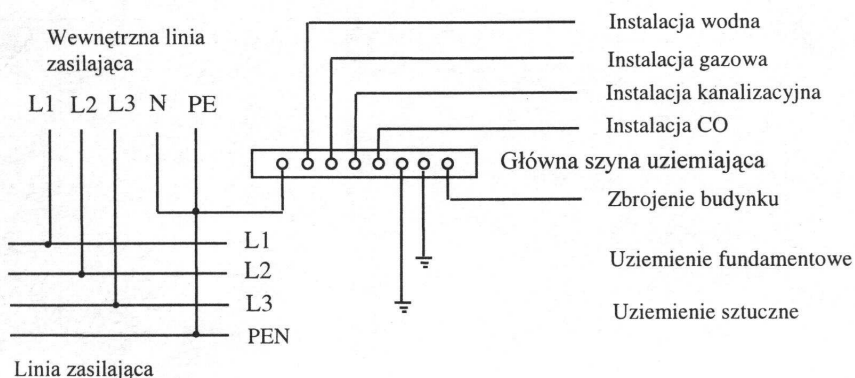 Wewnętrzna linia
zasilająca
L1 L2 L3 N PE
Instalacja wodna
Instalacja gazowa
Instalacja kanalizacyjna
Instalacja CO
Główna szyna uziemiająca
Zbrojenie budynku
L1
L2
L3
PEN
Uziemienie fundamentowe
Uziemienie sztuczne
Linia zasilająca